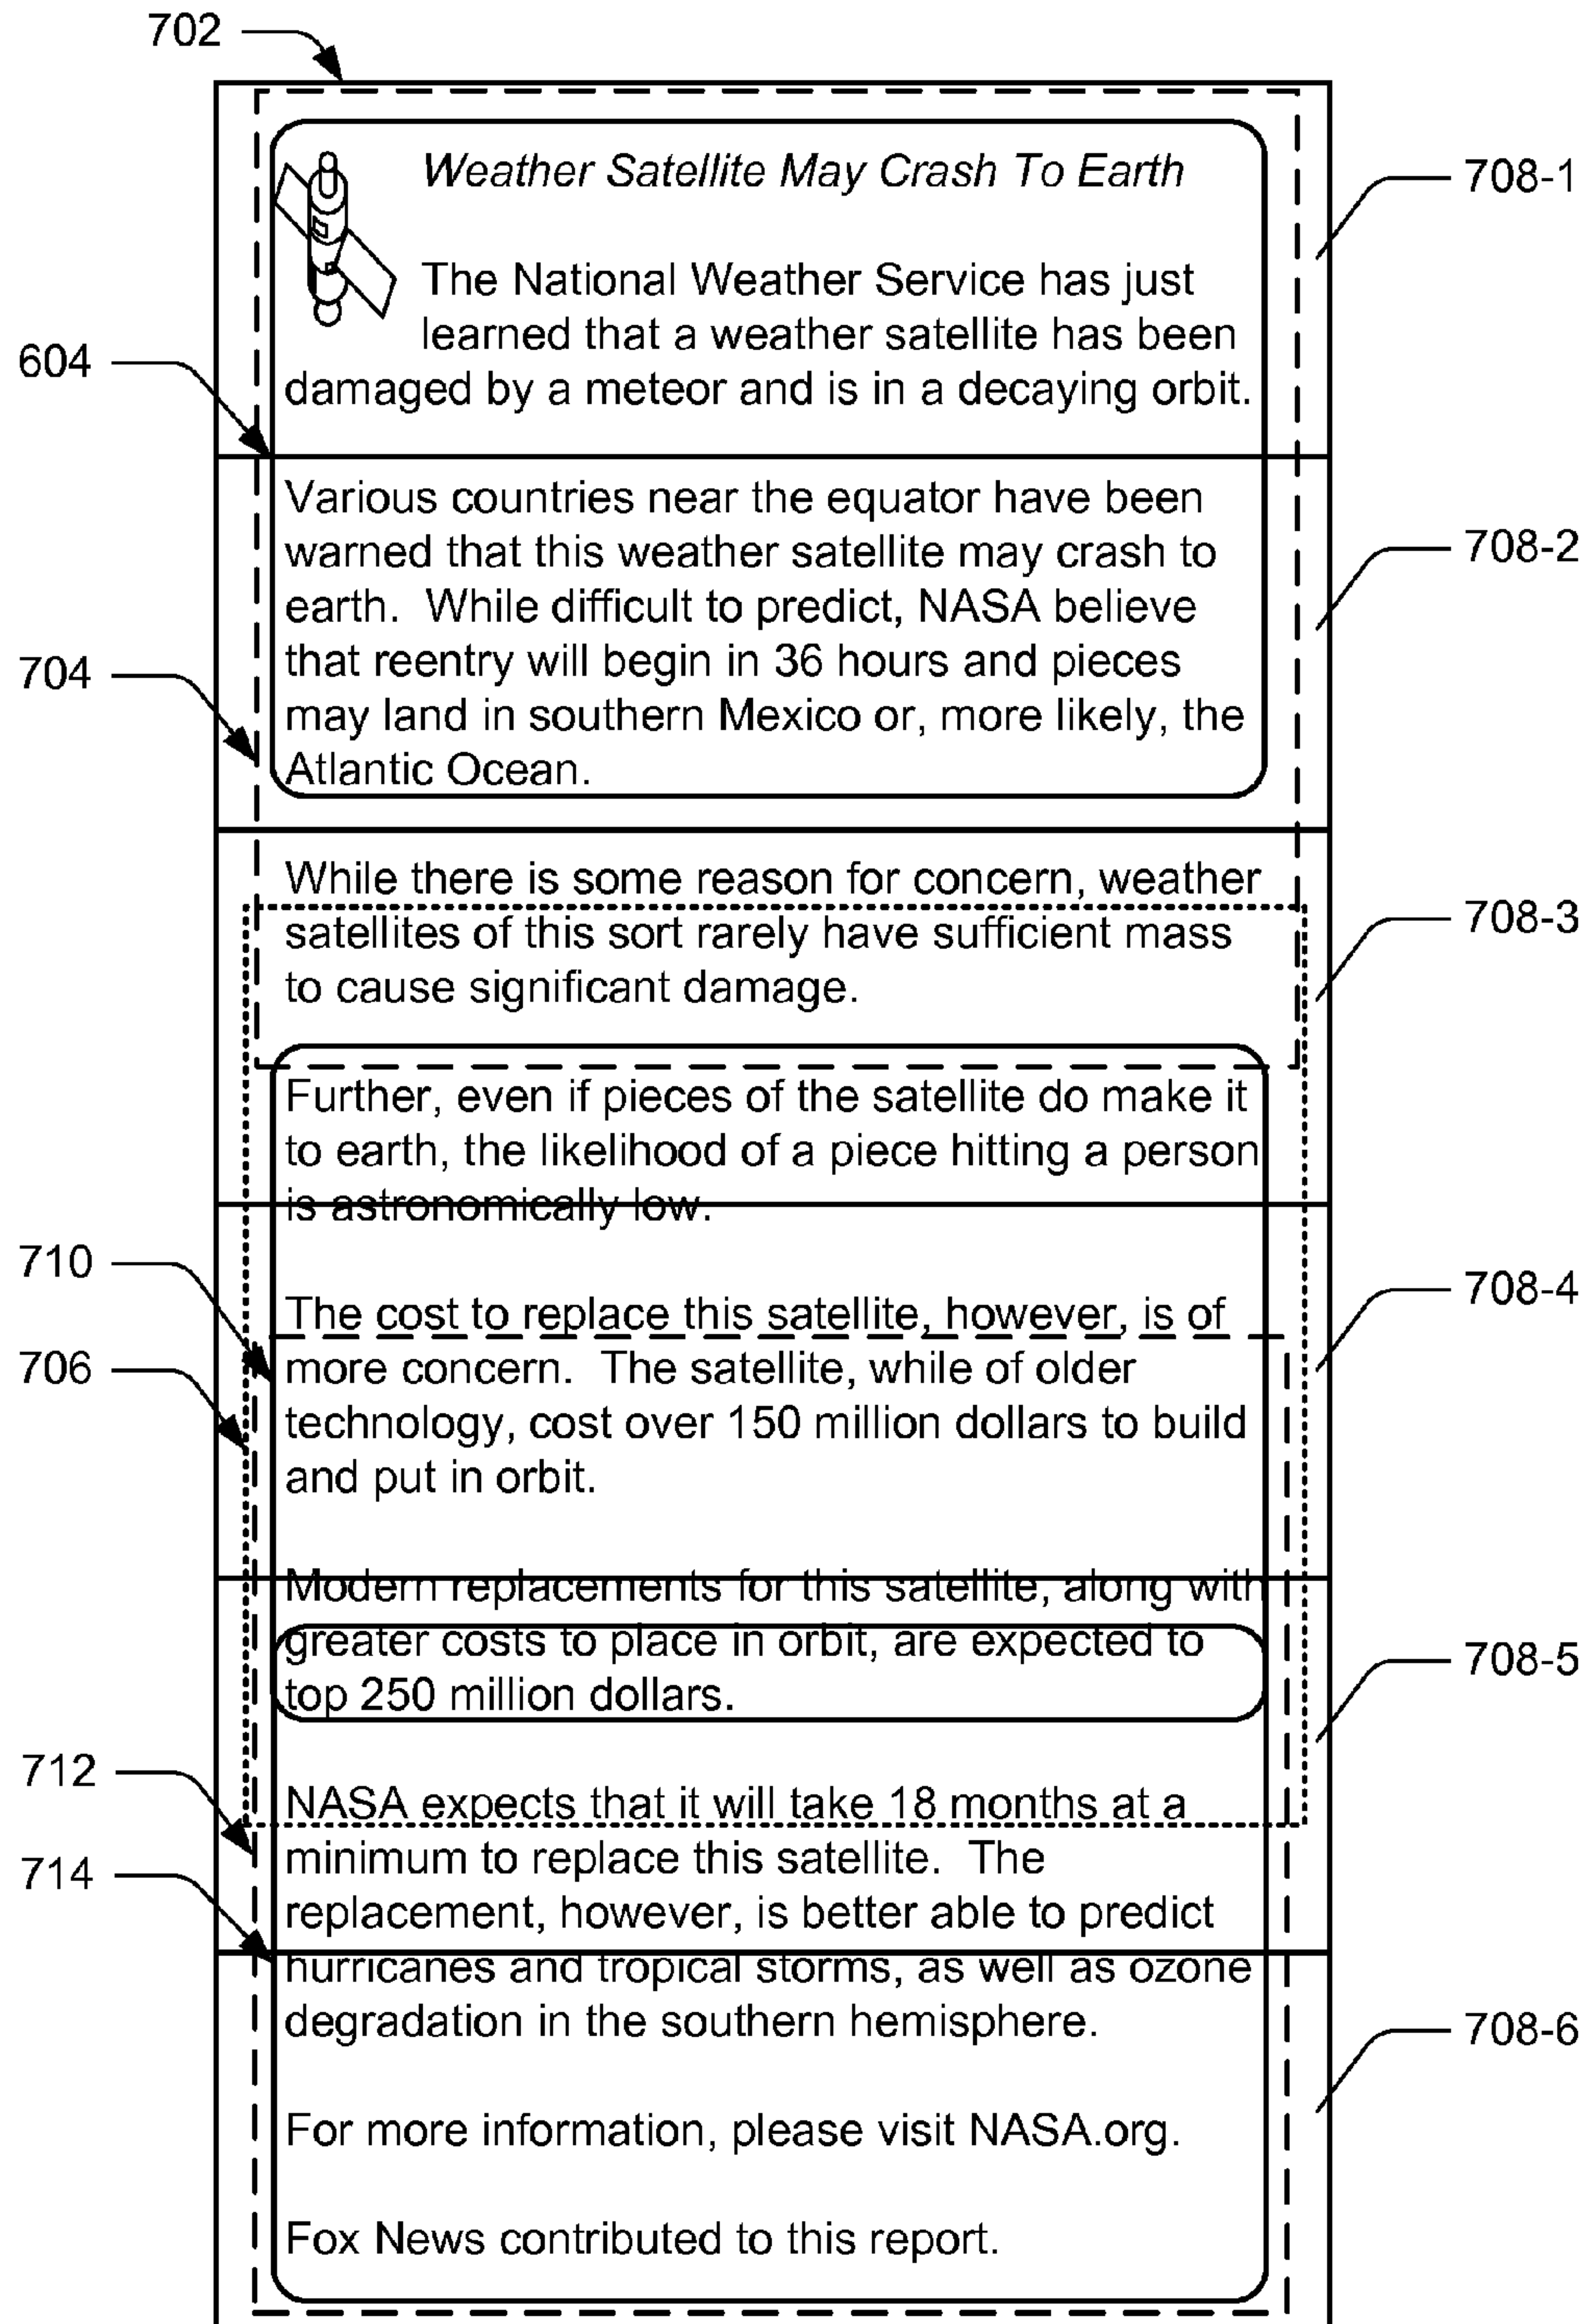 702
Weather Satellite May Crash To Earth
708-1
The National Weather Service has just
learned that a weather satellite has been
604
damaged by a meteor and is in a decaying orbit.
Various countries near the equator have been
708-2
warned that this weather satellite may crash to
earth.  While difficult to predict, NASA believe
that reentry will begin in 36 hours and pieces
704
may land in southern Mexico or, more likely, the
Atlantic Ocean.
While there is some reason for concern, weather
708-3
satellites of this sort rarely have sufficient mass
to cause significant damage.
Further, even if pieces of the satellite do make it
to earth, the likelihood of a piece hitting a person
is astronomically low.
710
708-4
The cost to replace this satellite, however, is of
706
more concern.  The satellite, while of older
technology, cost over 150 million dollars to build
and put in orbit.
Modern replacements for this satellite, along with
greater costs to place in orbit, are expected to
708-5
top 250 million dollars.
712
NASA expects that it will take 18 months at a
minimum to replace this satellite.  The
714
replacement, however, is better able to predict
hurricanes and tropical storms, as well as ozone
degradation in the southern hemisphere.
708-6
For more information, please visit NASA.org.
Fox News contributed to this report.